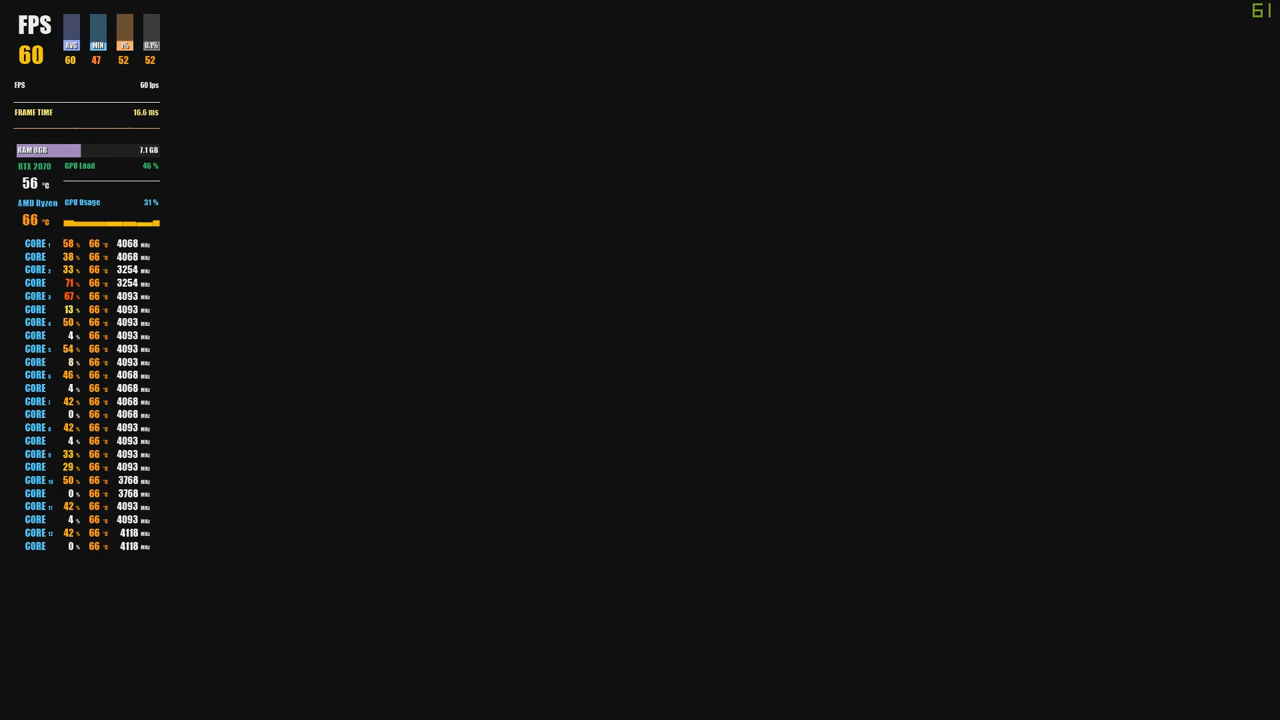 FPS
60
AVG MIN 1% 0.1%
60 47 52 52
61
FPS 60 fps
FRAME TIME 16.6 ms
RAM 8GB 7.1 GB
RTX 2070 GPU Load 46 %
56 °C
AMD Ryzen CPU Usage 31 %
66 °C
CORE 1 58 % 66 °C 4068 MHz
CORE 38 % 66 °C 4068 MHz
CORE 2 33 % 66 °C 3254 MHz
CORE 71 % 66 °C 3254 MHz
CORE 3 67 % 66 °C 4093 MHz
CORE 13 % 66 °C 4093 MHz
CORE 4 50 % 66 °C 4093 MHz
CORE 4 % 66 °C 4093 MHz
CORE 5 54 % 66 °C 4093 MHz
CORE 8 % 66 °C 4093 MHz
CORE 6 46 % 66 °C 4068 MHz
CORE 4 % 66 °C 4068 MHz
CORE 7 42 % 66 °C 4068 MHz
CORE 0 % 66 °C 4068 MHz
CORE 8 42 % 66 °C 4093 MHz
CORE 4 % 66 °C 4093 MHz
CORE 9 33 % 66 °C 4093 MHz
CORE 29 % 66 °C 4093 MHz
CORE 10 50 % 66 °C 3768 MHz
CORE 0 % 66 °C 3768 MHz
CORE 11 42 % 66 °C 4093 MHz
CORE 4 % 66 °C 4093 MHz
CORE 12 42 % 66 °C 4118 MHz
CORE 0 % 66 °C 4118 MHz